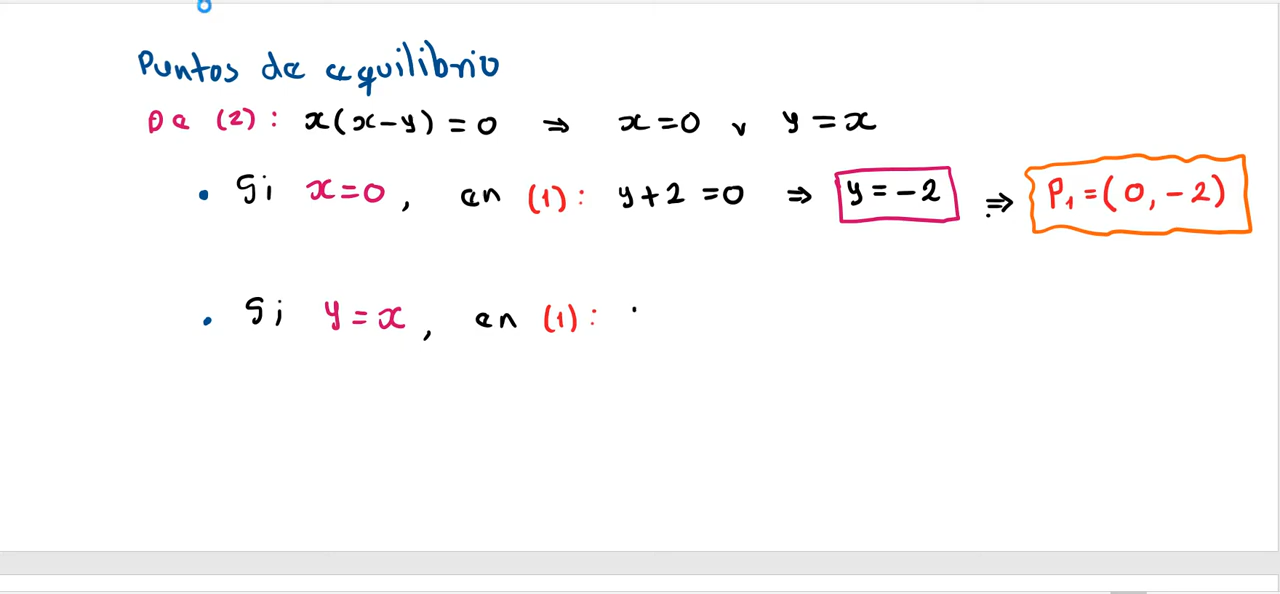 Puntos de equilibrio
De (2): x(x-y)=0 ⇒ x=0 ∨ y=x
• Si x=0, en (1): y+2=0 ⇒ y=-2 ⇒ P₁=(0,-2)
• Si y=x, en (1):